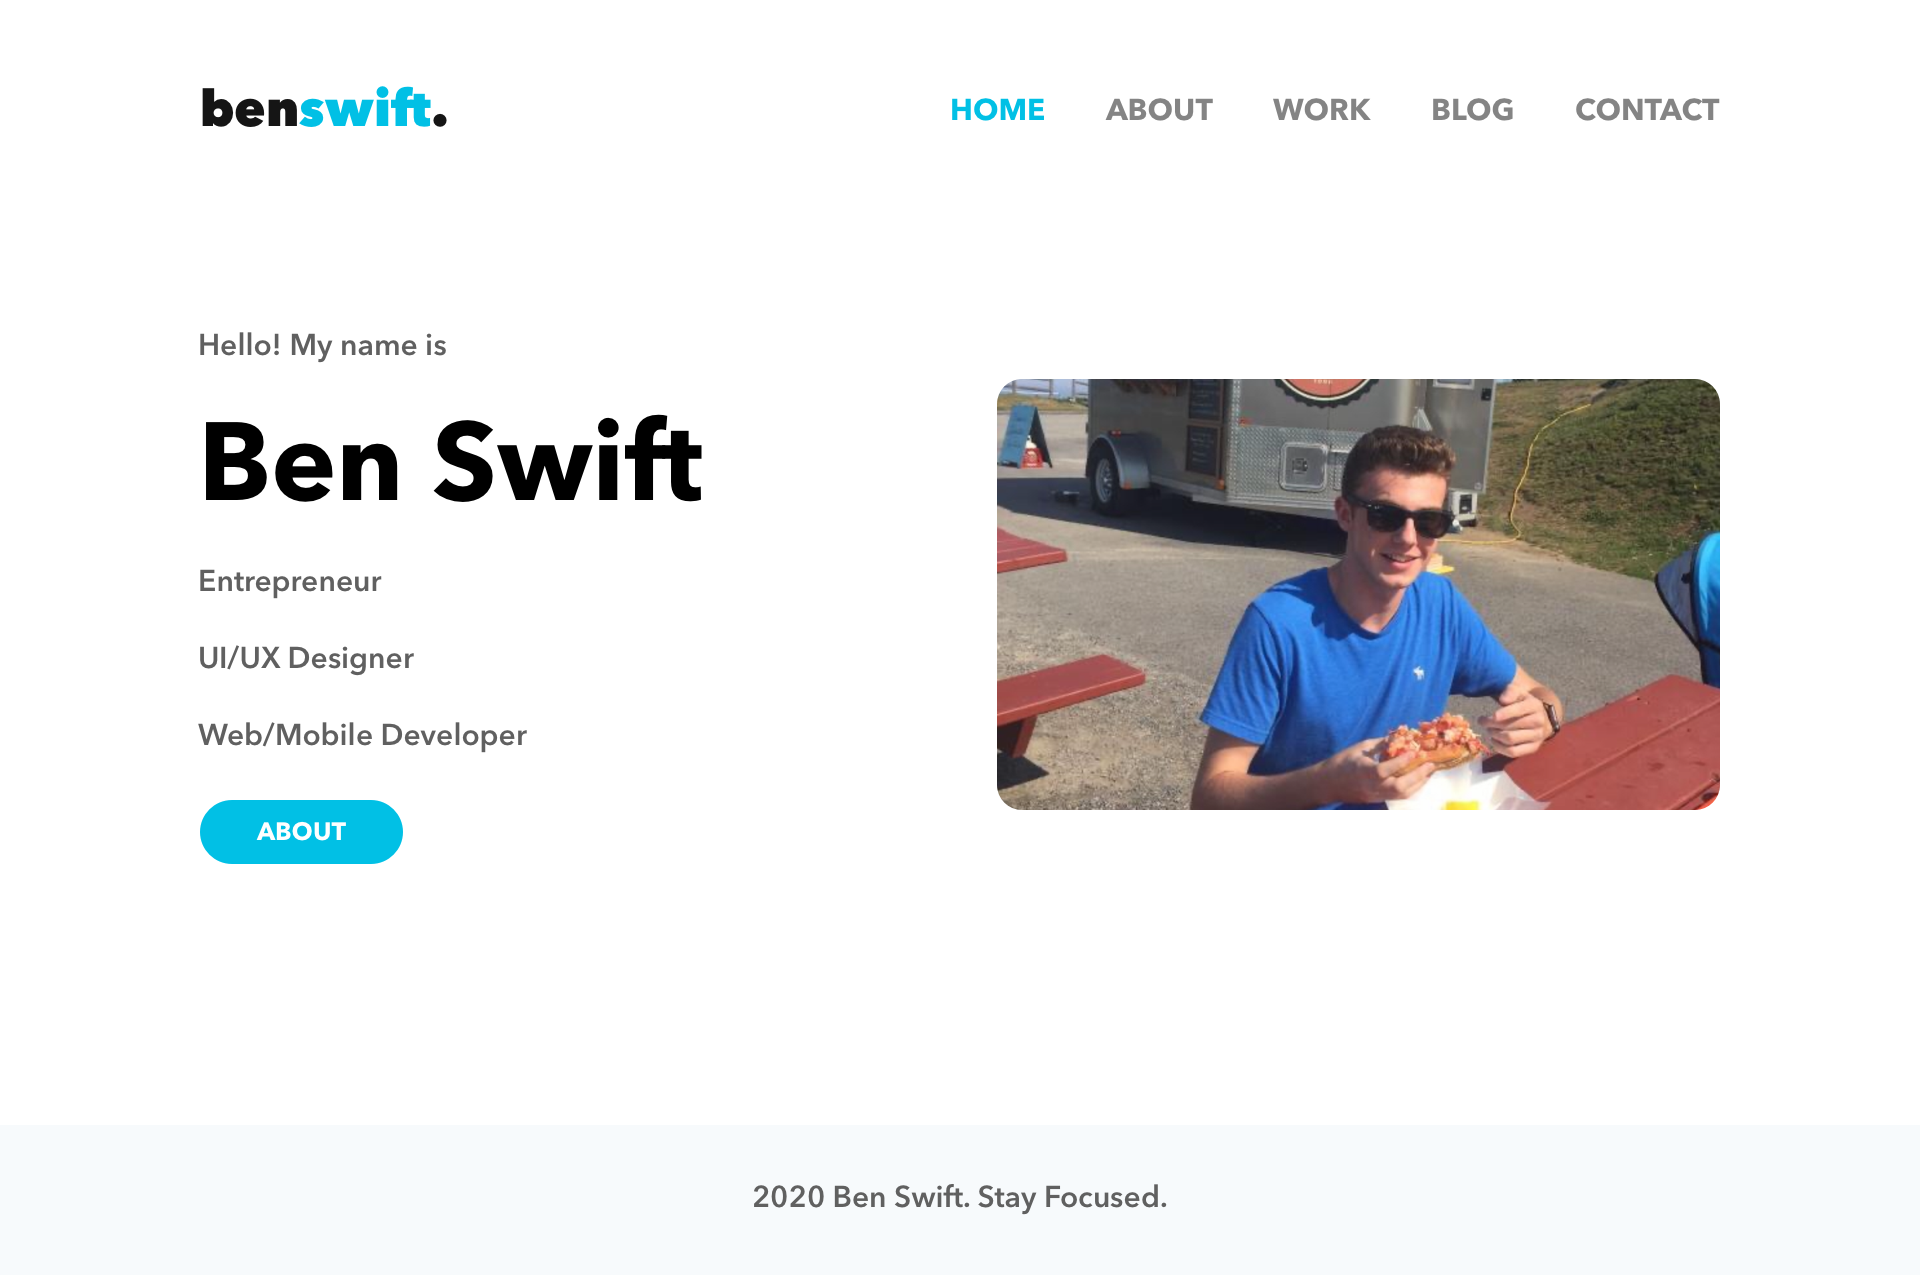 benswift.
HOME ABOUT WORK BLOG CONTACT
Hello! My name is
Ben Swift
Entrepreneur
UI/UX Designer
Web/Mobile Developer
ABOUT
2020 Ben Swift. Stay Focused.